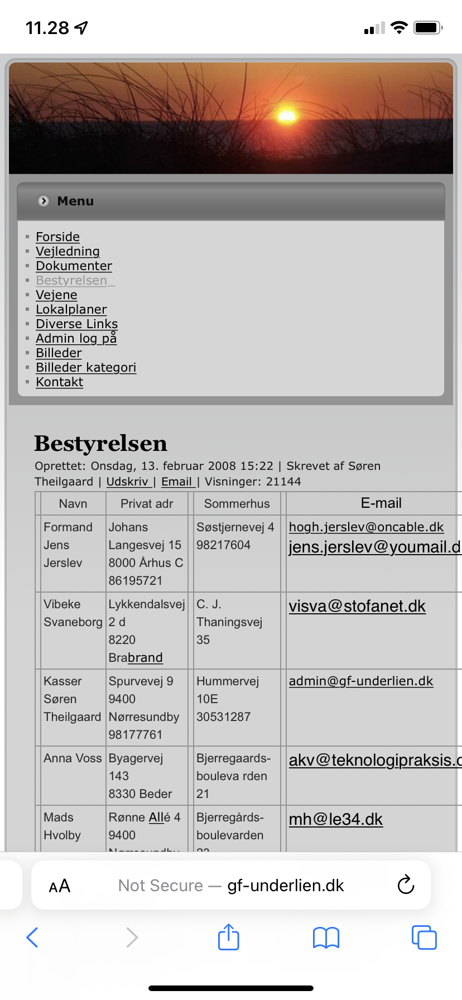 11.28
Menu
Forside
Vejledning
Dokumenter
Bestyrelsen_
Vejene
Lokalplaner
Diverse Links
Admin log på
Billeder
Billeder kategori
Kontakt
Bestyrelsen
Oprettet: Onsdag, 13. februar 2008 15:22 | Skrevet af Søren
Theilgaard | Udskriv | Email | Visninger: 21144
Navn Privat adr Sommerhus E-mail
Formand Johans Søstjernevej 4 hogh.jerslev@oncable.dk
Jens Langesvej 15 98217604 jens.jerslev@youmail.d
Jerslev 8000 Århus C
86195721
Vibeke Lykkendalsvej C. J. visva@stofanet.dk
Svaneborg 2 d Thaningsvej
8220 35
Brabrand
Kasser Spurvevej 9 Hummervej admin@gf-underlien.dk
Søren 9400 10E
Theilgaard Nørresundby 30531287
98177761
Anna Voss Byagervej Bjerregaards- akv@teknologipraksis.d
143 bouleva rden
8330 Beder 21
Mads Rønne Allé 4 Bjerregårds- mh@le34.dk
Hvolby 9400 boulevarden
Nørresundby 23
AA Not Secure — gf-underlien.dk